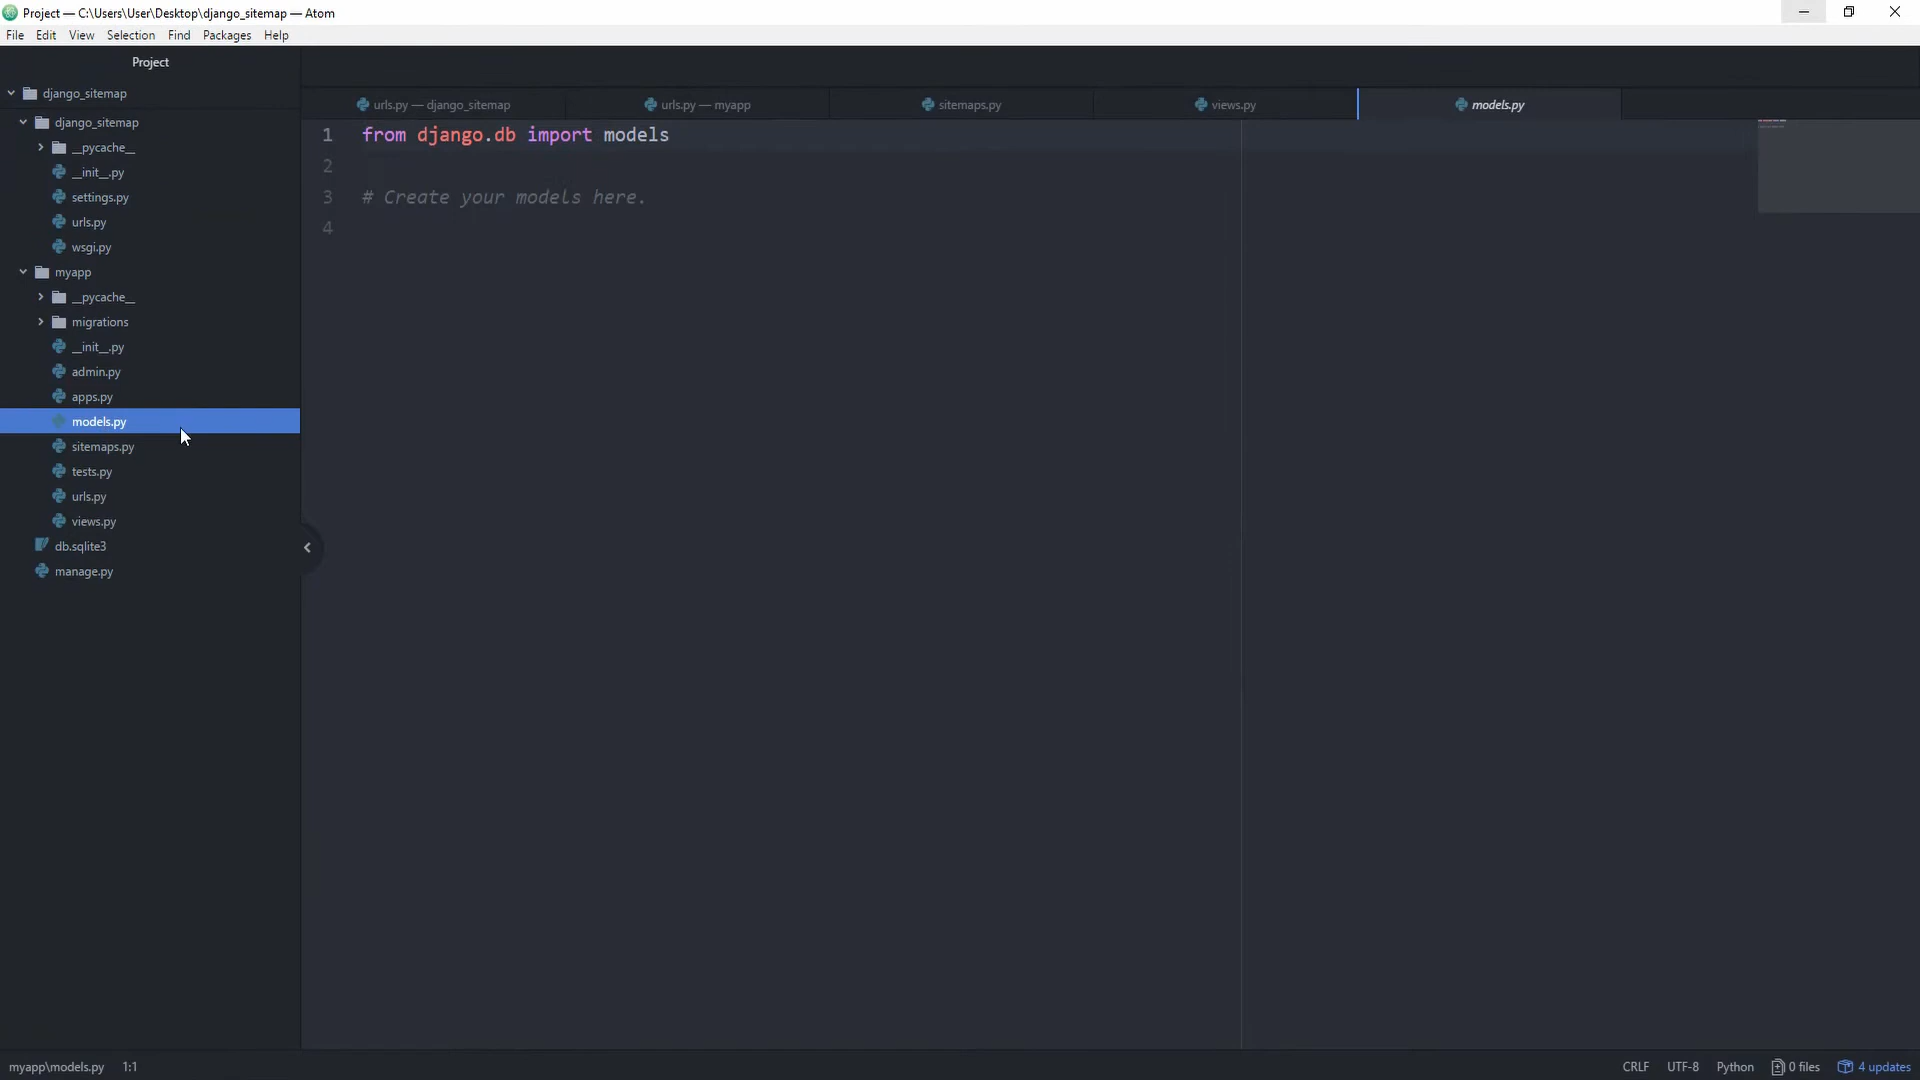 Project — C:\Users\User\Desktop\django_sitemap — Atom
File Edit View Selection Find Packages Help
Project
django_sitemap
django_sitemap
__pycache__
__init__.py
settings.py
urls.py
wsgi.py
myapp
__pycache__
migrations
__init__.py
admin.py
apps.py
models.py
sitemaps.py
tests.py
urls.py
views.py
db.sqlite3
manage.py
urls.py — django_sitemap urls.py — myapp sitemaps.py views.py models.py
1 from django.db import models
2
3 # Create your models here.
4
myapp\models.py 1:1 CRLF UTF-8 Python 0 files 4 updates